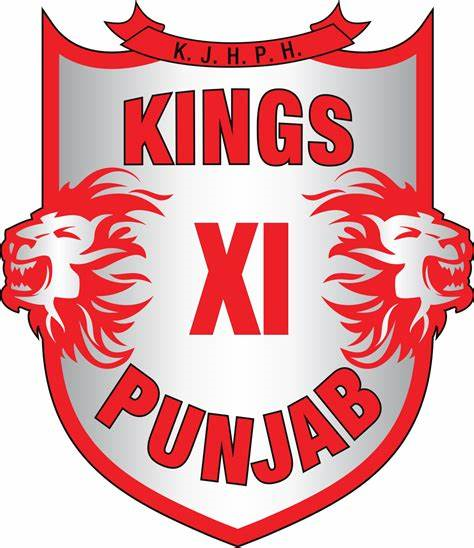 K. J. H. P. H.
KINGS
XI
PUNJAB